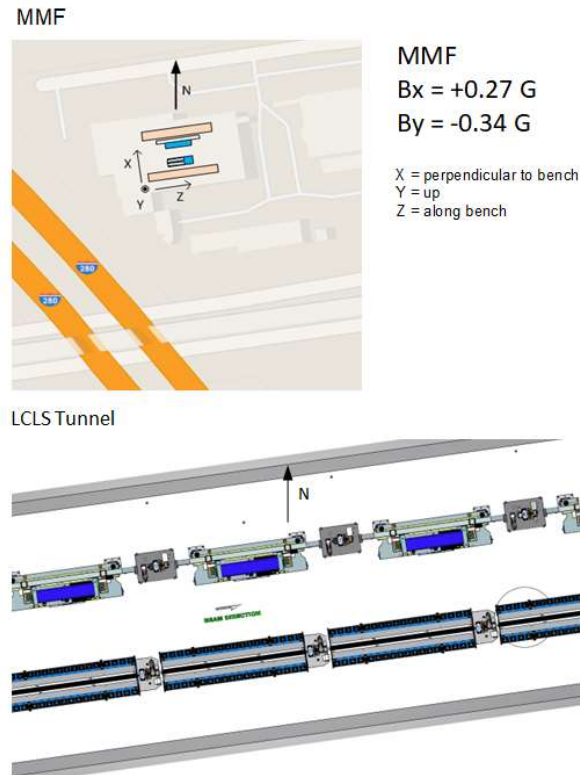 MMF
N
X
Y
Z
280
280
MMF
Bx = +0.27 G
By = -0.34 G
X = perpendicular to bench
Y = up
Z = along bench
LCLS Tunnel
N
BEAM DIRECTION